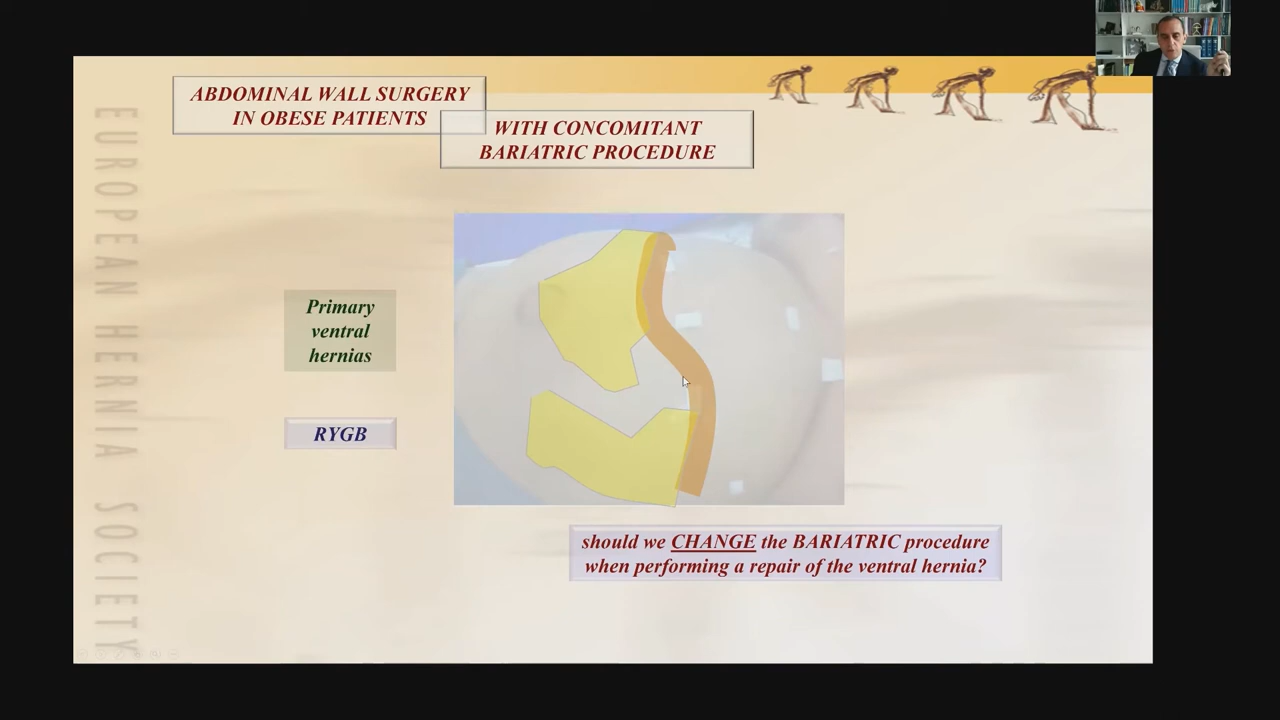 ABDOMINAL WALL SURGERY
IN OBESE PATIENTS
WITH CONCOMITANT
BARIATRIC PROCEDURE
EUROPEAN HERNIA SOCIETY
Primary
ventral
hernias
RYGB
should we CHANGE the BARIATRIC procedure
when performing a repair of the ventral hernia?